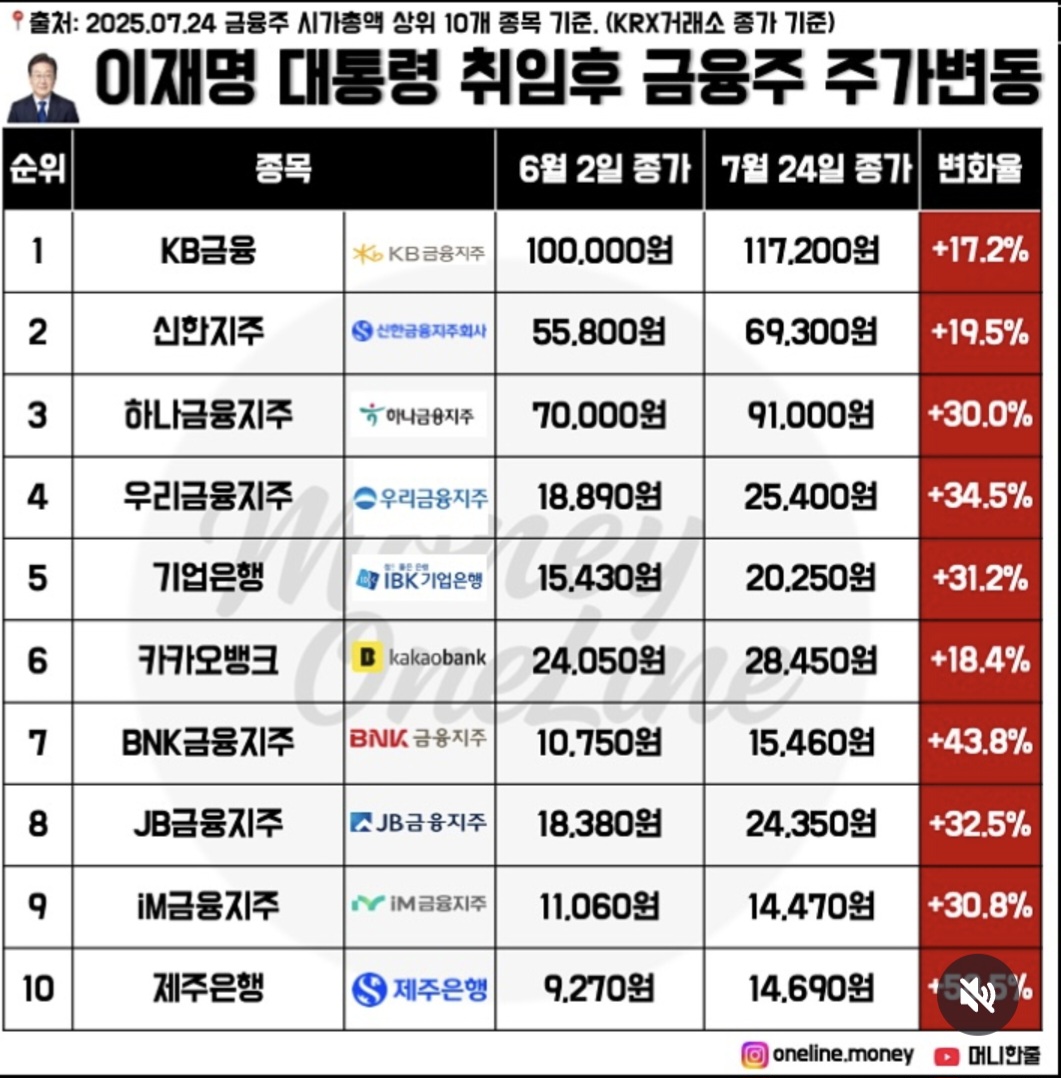 출처: 2025.07.24 금융주 시가총액 상위 10개 종목 기준. (KRX거래소 종가 기준)
이재명 대통령 취임후 금융주 주가변동
순위 종목 6월 2일 종가 7월 24일 종가 변화율
1 KB금융 KB금융지주 100,000원 117,200원 +17.2%
2 신한지주 신한금융지주회사 55,800원 69,300원 +19.5%
3 하나금융지주 하나금융지주 70,000원 91,000원 +30.0%
4 우리금융지주 우리금융지주 18,890원 25,400원 +34.5%
5 기업은행 참! 좋은 은행 IBK기업은행 15,430원 20,250원 +31.2%
6 카카오뱅크 B kakaobank 24,050원 28,450원 +18.4%
7 BNK금융지주 BNK 금융지주 10,750원 15,460원 +43.8%
8 JB금융지주 JB금융지주 18,380원 24,350원 +32.5%
9 iM금융지주 iM금융지주 11,060원 14,470원 +30.8%
10 제주은행 제주은행 9,270원 14,690원
Money
OneLine
oneline.money 머니한줄